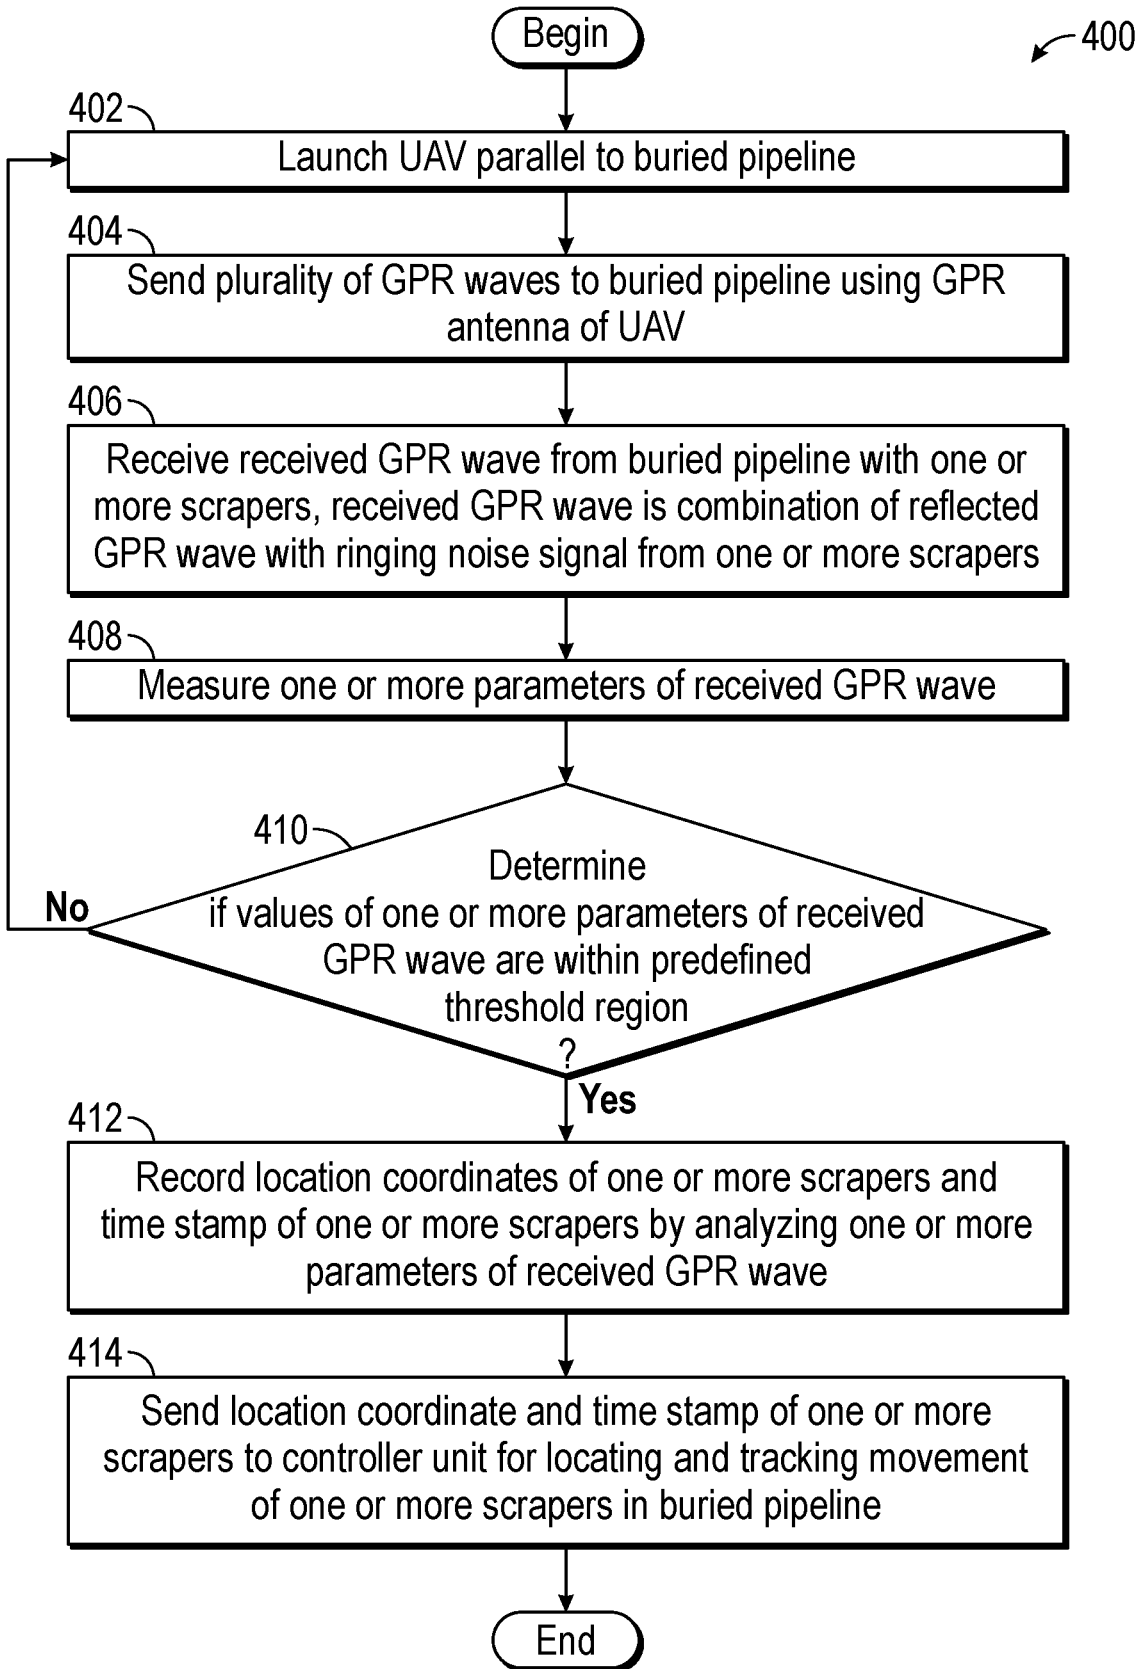 Begin
400
402
Launch UAV parallel to buried pipeline
404
Send plurality of GPR waves to buried pipeline using GPR
antenna of UAV
406
Receive received GPR wave from buried pipeline with one or
more scrapers, received GPR wave is combination of reflected
GPR wave with ringing noise signal from one or more scrapers
408
Measure one or more parameters of received GPR wave
410
Determine
if values of one or more parameters of received
GPR wave are within predefined
threshold region
?
No
Yes
412
Record location coordinates of one or more scrapers and
time stamp of one or more scrapers by analyzing one or more
parameters of received GPR wave
414
Send location coordinate and time stamp of one or more
scrapers to controller unit for locating and tracking movement
of one or more scrapers in buried pipeline
End